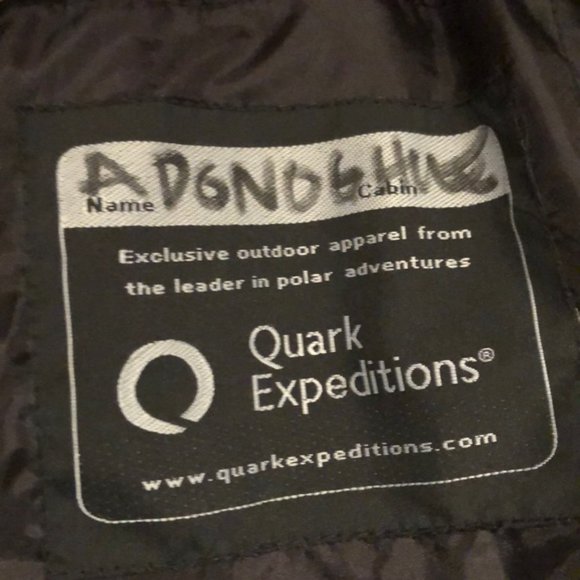 Name Cabin
Exclusive outdoor apparel from
the leader in polar adventures
Quark
Expeditions®
www.quarkexpeditions.com